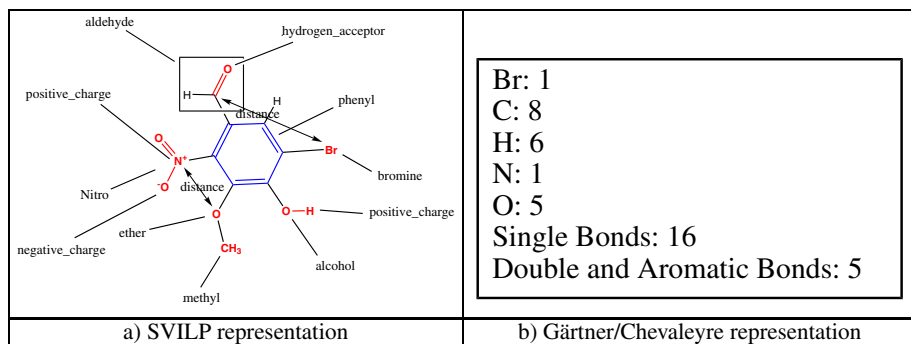 aldehyde
hydrogen_acceptor
O
positive_charge
H
H
phenyl
distance
O
Br
N+
bromine
Nitro
-O
distance
O
O-H
positive_charge
ether
negative_charge
CH3
alcohol
methyl
Br: 1
C: 8
H: 6
N: 1
O: 5
Single Bonds: 16
Double and Aromatic Bonds: 5
a) SVILP representation
b) Gärtner/Chevaleyre representation